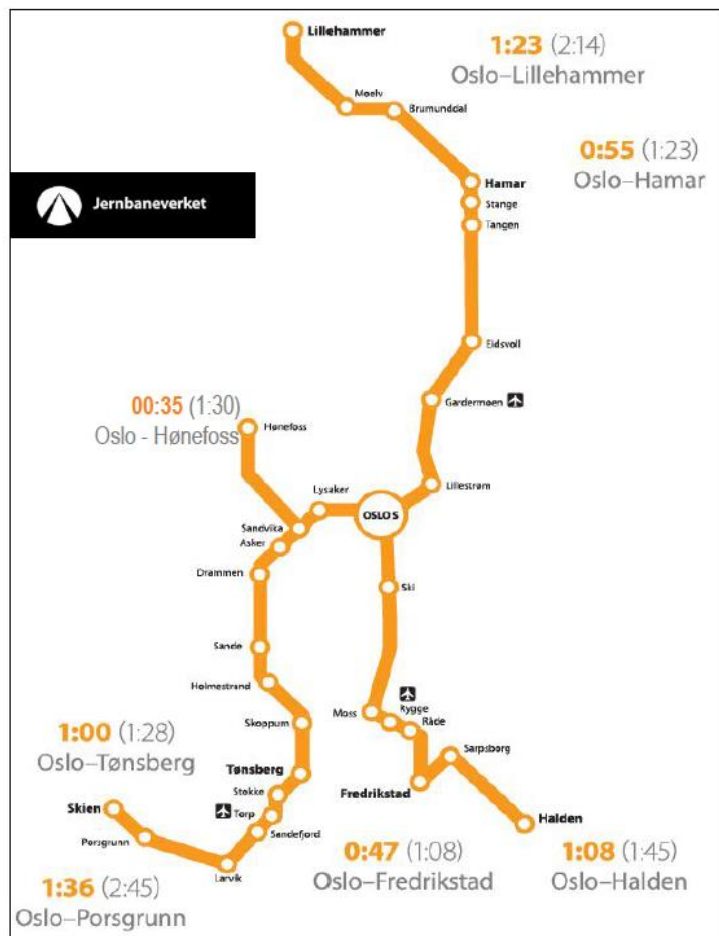 Lillehammer
1:23 (2:14)
Oslo–Lillehammer
Moelv
Brumunddal
0:55 (1:23)
Oslo–Hamar
Hamar
Stange
Tangen
Jernbaneverket
Eidsvoll
Gardermoen
00:35 (1:30)
Oslo - Hønefoss
Hønefoss
Lillestrøm
Lysaker
OSLO S
Sandvika
Asker
Drammen
Ski
Sande
Holmestrand
Rygge
Moss
Råde
Skoppum
1:00 (1:28)
Oslo–Tønsberg
Sarpsborg
Tønsberg
Stokke
Fredrikstad
Skien
Torp
Halden
Porsgrunn
Sandefjord
Larvik
0:47 (1:08)
Oslo–Fredrikstad
1:08 (1:45)
Oslo–Halden
1:36 (2:45)
Oslo–Porsgrunn